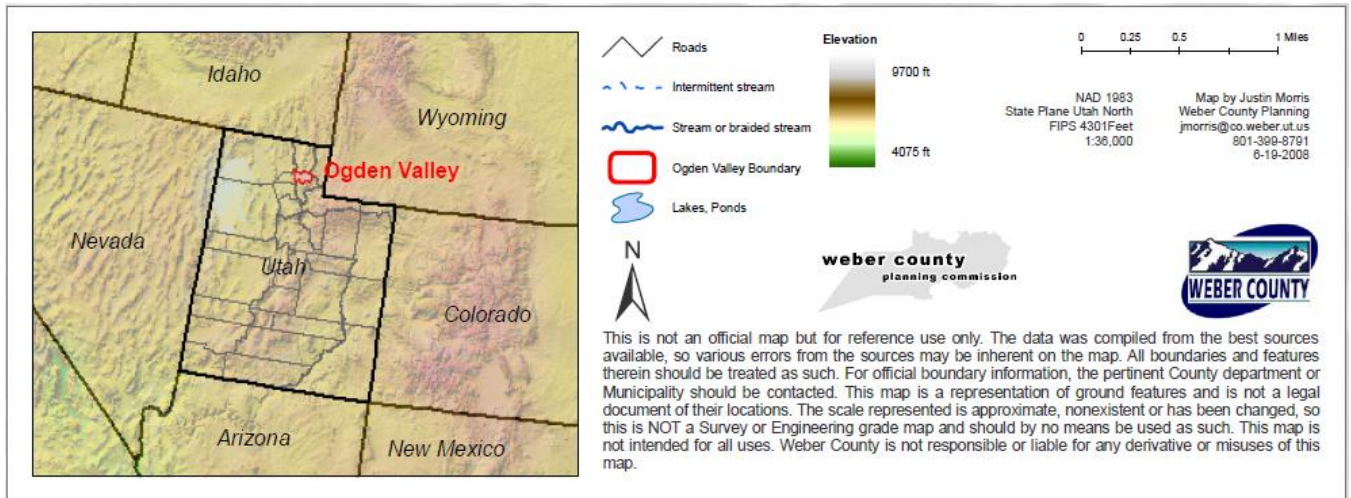 Idaho
Wyoming
Ogden Valley
Nevada
Utah
Colorado
Arizona
New Mexico
Roads
Intermittent stream
Stream or braided stream
Ogden Valley Boundary
Lakes, Ponds
N
Elevation
9700 ft
4075 ft
0 0.25 0.5 1 Miles
NAD 1983
State Plane Utah North
FIPS 4301Feet
1:36,000
Map by Justin Morris
Weber County Planning
jmorris@co.weber.ut.us
801-399-8791
6-19-2008
weber county
planning commission
WEBER COUNTY
This is not an official map but for reference use only. The data was compiled from the best sources
available, so various errors from the sources may be inherent on the map. All boundaries and features
therein should be treated as such. For official boundary information, the pertinent County department or
Municipality should be contacted. This map is a representation of ground features and is not a legal
document of their locations. The scale represented is approximate, nonexistent or has been changed, so
this is NOT a Survey or Engineering grade map and should by no means be used as such. This map is
not intended for all uses. Weber County is not responsible or liable for any derivative or misuses of this
map.